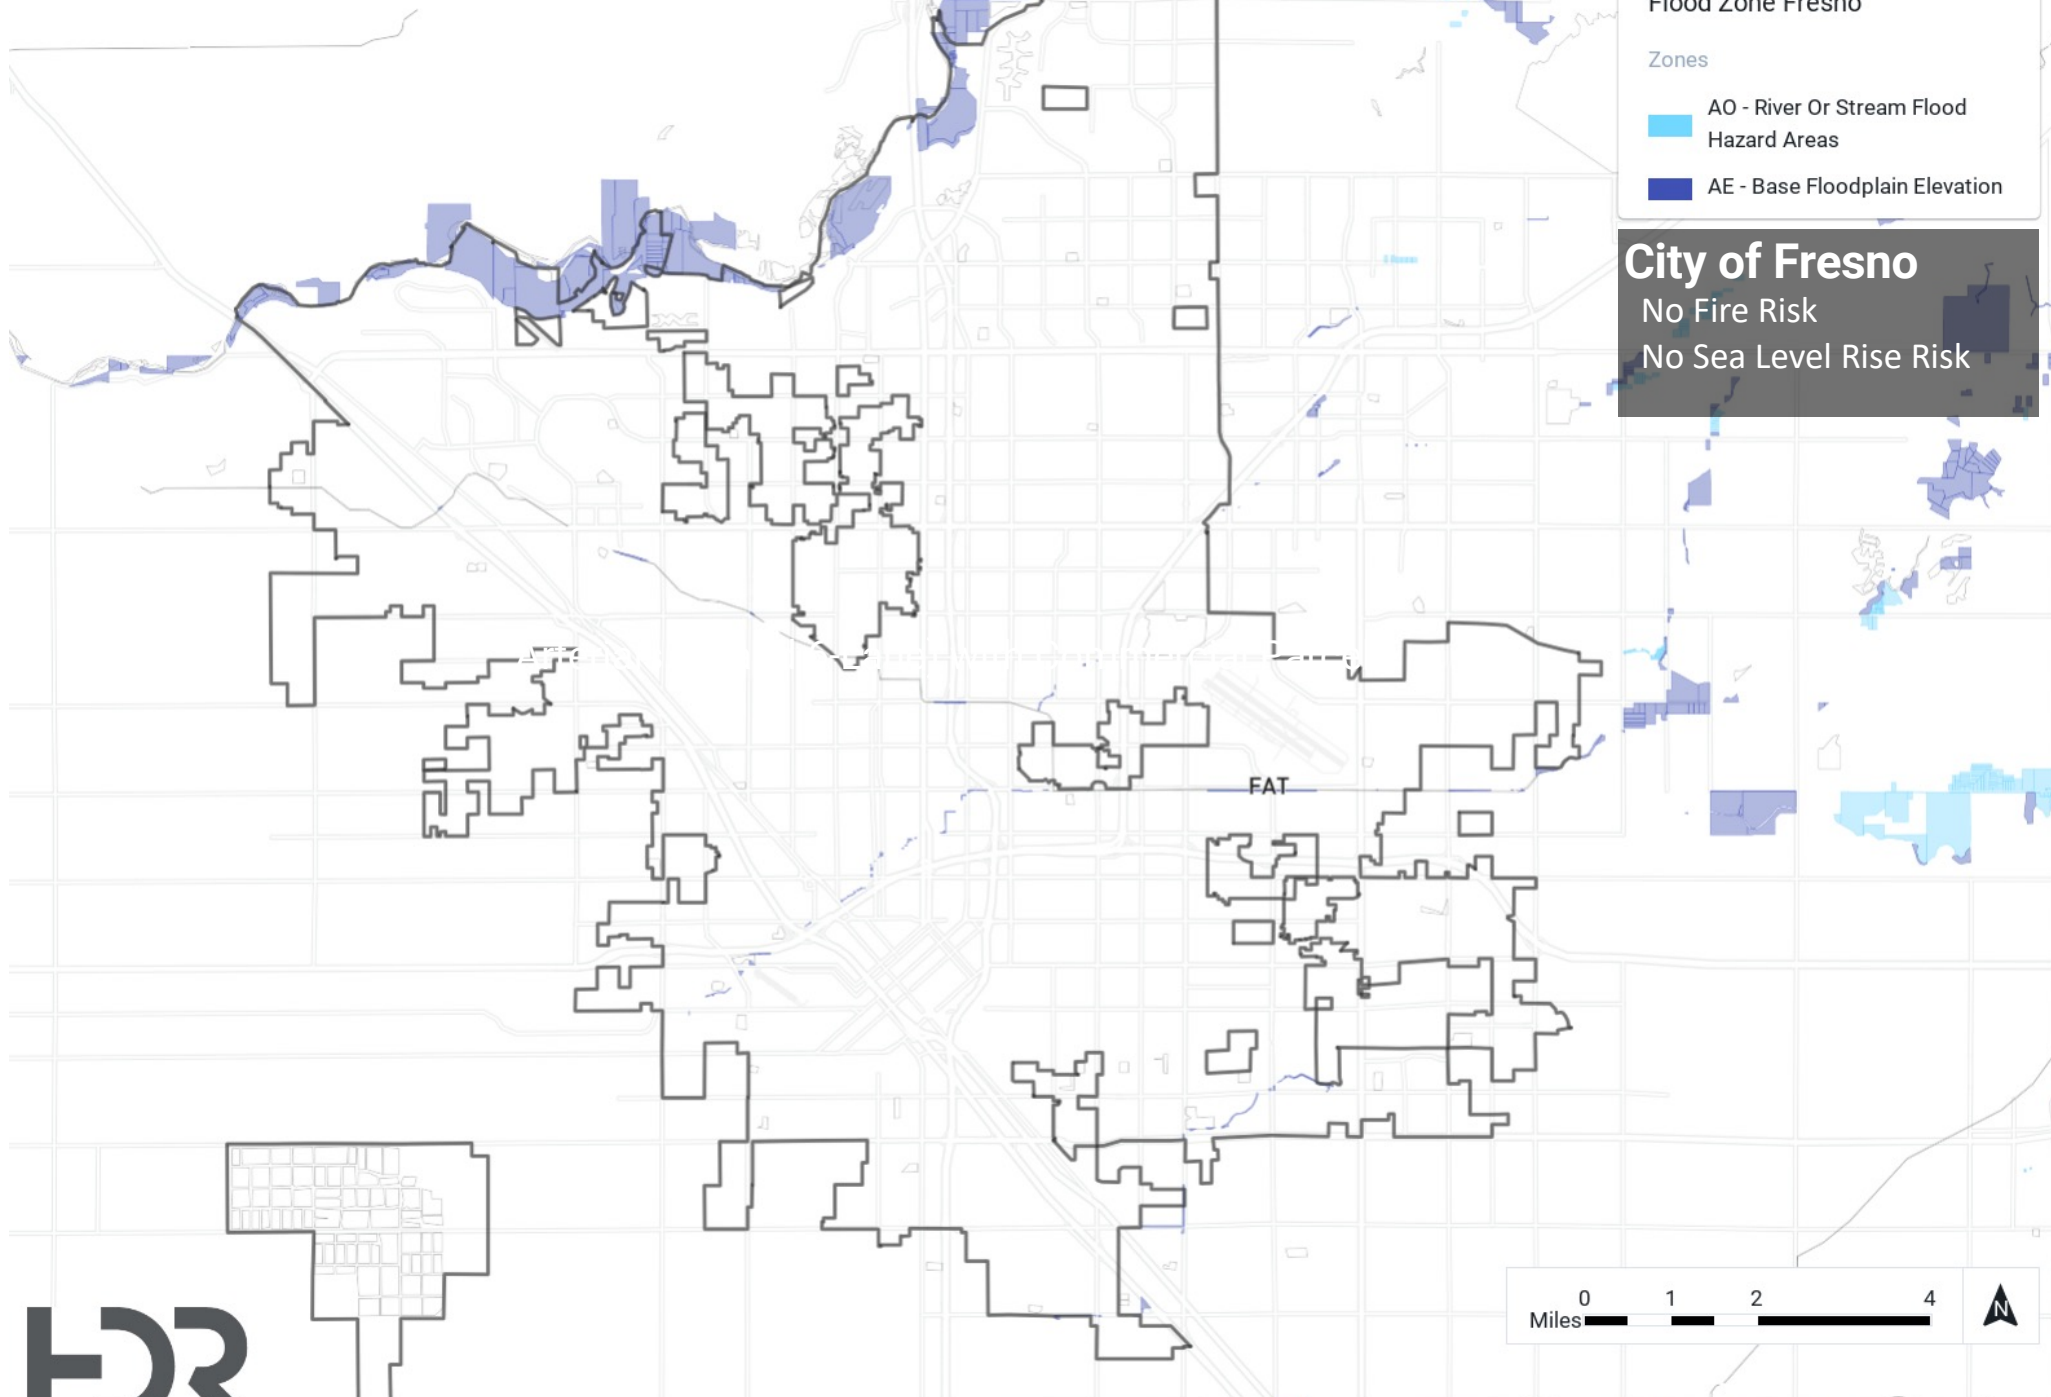 Flood Zone Fresno
Zones
AO - River Or Stream Flood
Hazard Areas
AE - Base Floodplain Elevation
City of Fresno
No Fire Risk
No Sea Level Rise Risk
FAT
0 1 2 4
Miles
N
HDR